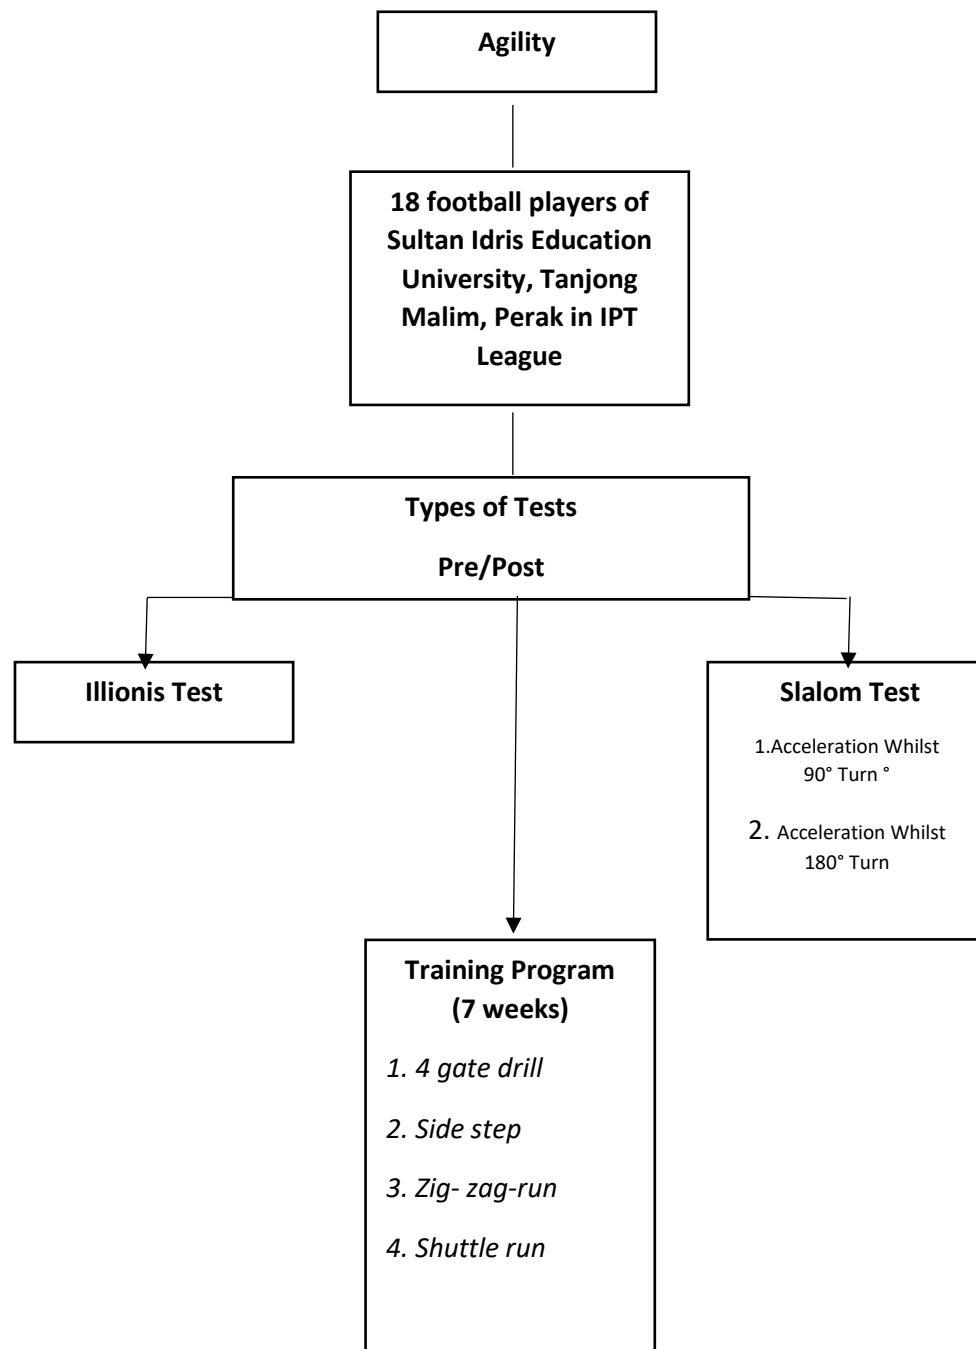 Agility
18 football players of
Sultan Idris Education
University, Tanjong
Malim, Perak in IPT
League
Types of Tests
Pre/Post
Illionis Test
Slalom Test
1.Acceleration Whilst
90° Turn °
2. Acceleration Whilst
180° Turn
Training Program
(7 weeks)
1. 4 gate drill
2. Side step
3. Zig- zag-run
4. Shuttle run